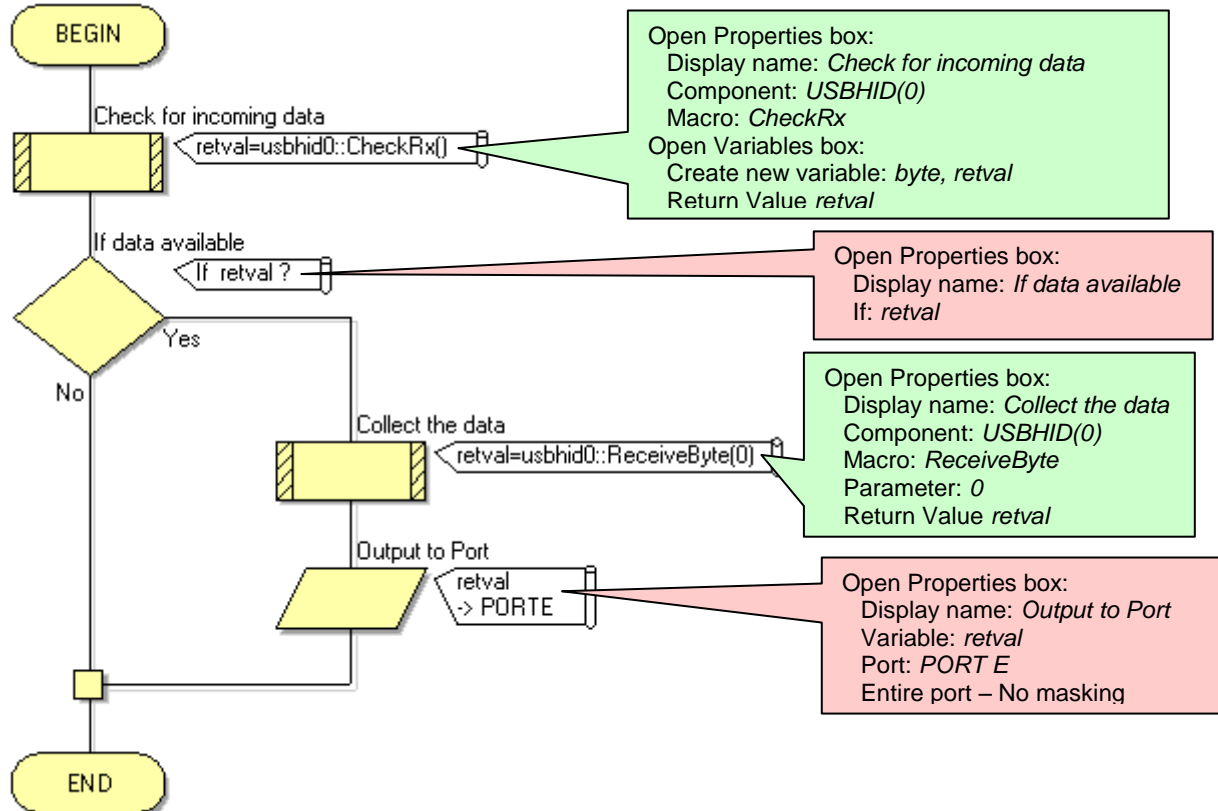 BEGIN
Check for incoming data
retval=usbhid0::CheckRx()
Open Properties box:
Display name: Check for incoming data
Component: USBHID(0)
Macro: CheckRx
Open Variables box:
Create new variable: byte, retval
Return Value retval
If data available
If retval ?
Open Properties box:
Display name: If data available
If: retval
Yes
No
Collect the data
retval=usbhid0::ReceiveByte(0)
Open Properties box:
Display name: Collect the data
Component: USBHID(0)
Macro: ReceiveByte
Parameter: 0
Return Value retval
Output to Port
retval
-> PORTE
Open Properties box:
Display name: Output to Port
Variable: retval
Port: PORT E
Entire port – No masking
END